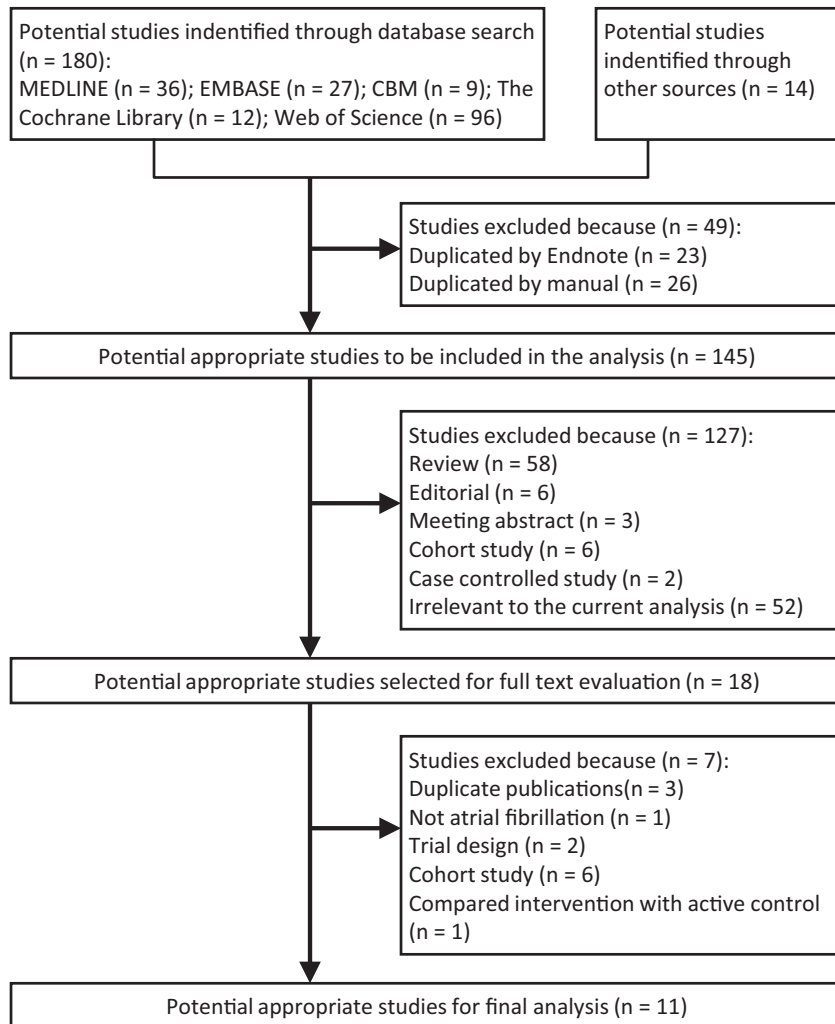 Potential studies indentified through database search
(n = 180):
MEDLINE (n = 36); EMBASE (n = 27); CBM (n = 9); The
Cochrane Library (n = 12); Web of Science (n = 96)
Potential studies
indentified through
other sources (n = 14)
Studies excluded because (n = 49):
Duplicated by Endnote (n = 23)
Duplicated by manual (n = 26)
Potential appropriate studies to be included in the analysis (n = 145)
Studies excluded because (n = 127):
Review (n = 58)
Editorial (n = 6)
Meeting abstract (n = 3)
Cohort study (n = 6)
Case controlled study (n = 2)
Irrelevant to the current analysis (n = 52)
Potential appropriate studies selected for full text evaluation (n = 18)
Studies excluded because (n = 7):
Duplicate publications(n = 3)
Not atrial fibrillation (n = 1)
Trial design (n = 2)
Cohort study (n = 6)
Compared intervention with active control
(n = 1)
Potential appropriate studies for final analysis (n = 11)